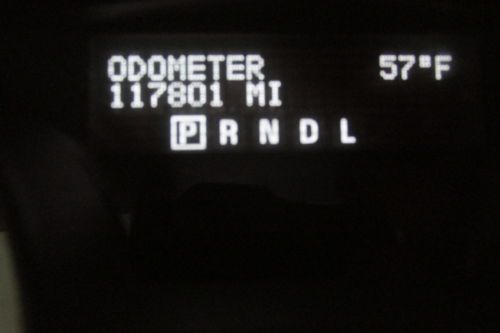 ODOMETER 57°F
117801 MI
P R N D L